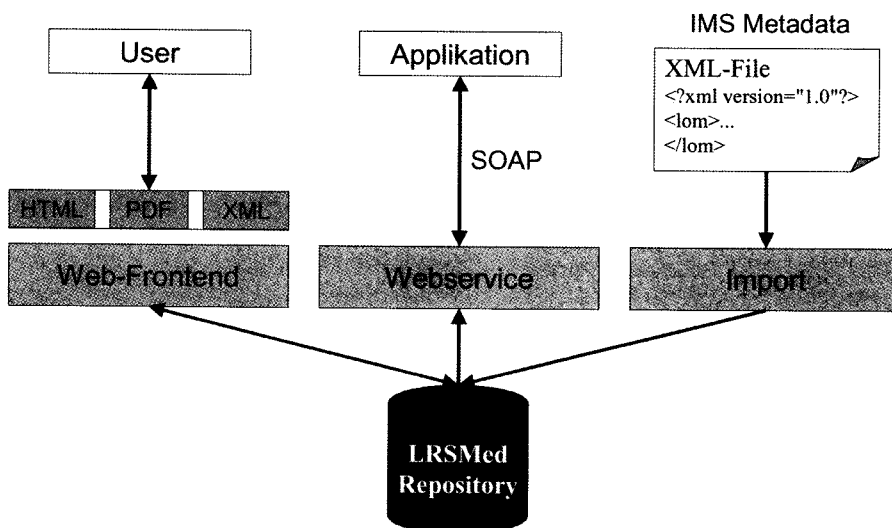 IMS Metadata
User
Applikation
XML-File
<?xml version="1.0"?>
<lom>...
</lom>
SOAP
HTML
PDF
XML
Web-Frontend
Webservice
Import
LRSMed
Repository